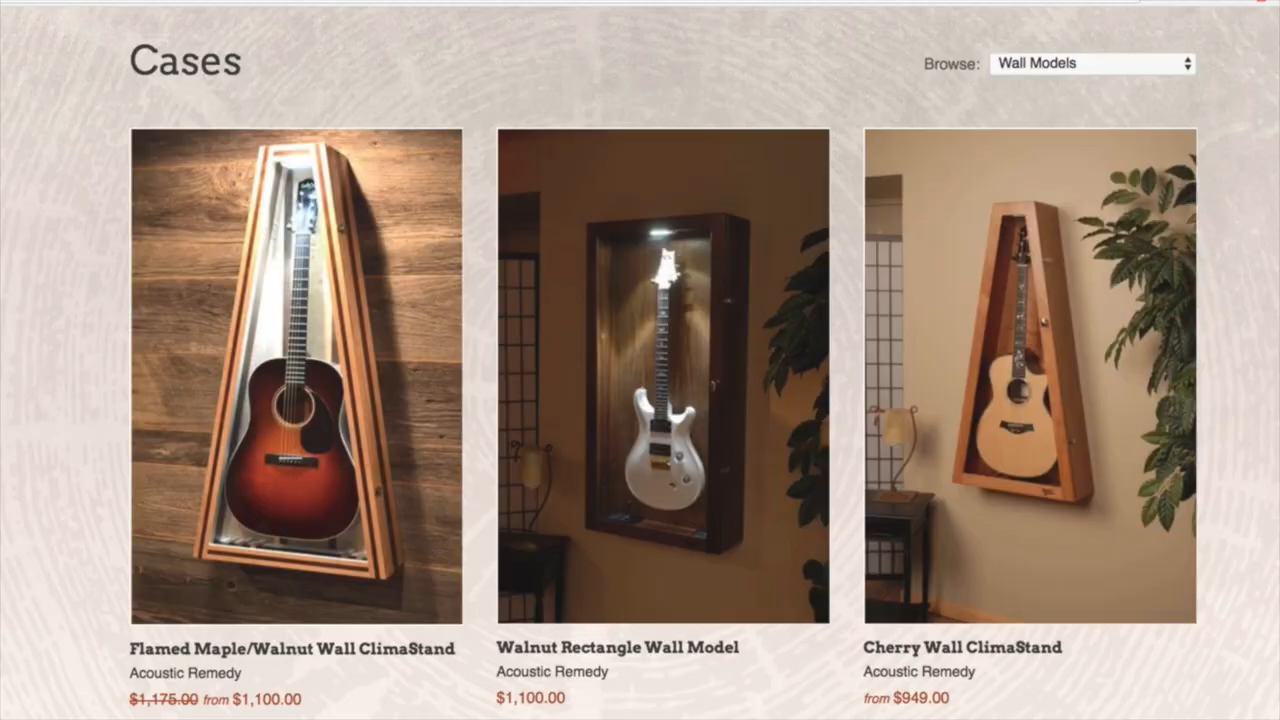 Cases
Browse: Wall Models
Flamed Maple/Walnut Wall ClimaStand
Acoustic Remedy
$1,175.00 from $1,100.00
Walnut Rectangle Wall Model
Acoustic Remedy
$1,100.00
Cherry Wall ClimaStand
Acoustic Remedy
from $949.00